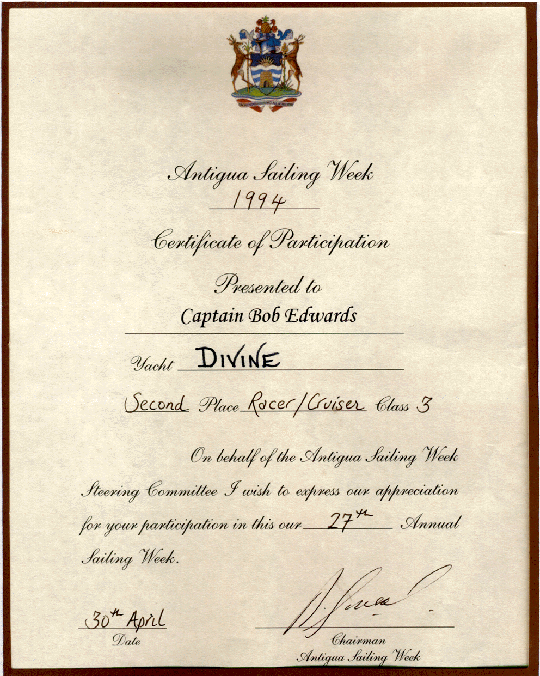 Antigua Sailing Week
1994
Certificate of Participation
Presented to
Captain Bob Edwards
Yacht DIVINE
Second Place Racer/Cruiser Class 3
On behalf of the Antigua Sailing Week
Steering Committee I wish to express our appreciation
for your participation in this our 27th Annual
Sailing Week.
30th April
Date
Chairman
Antigua Sailing Week